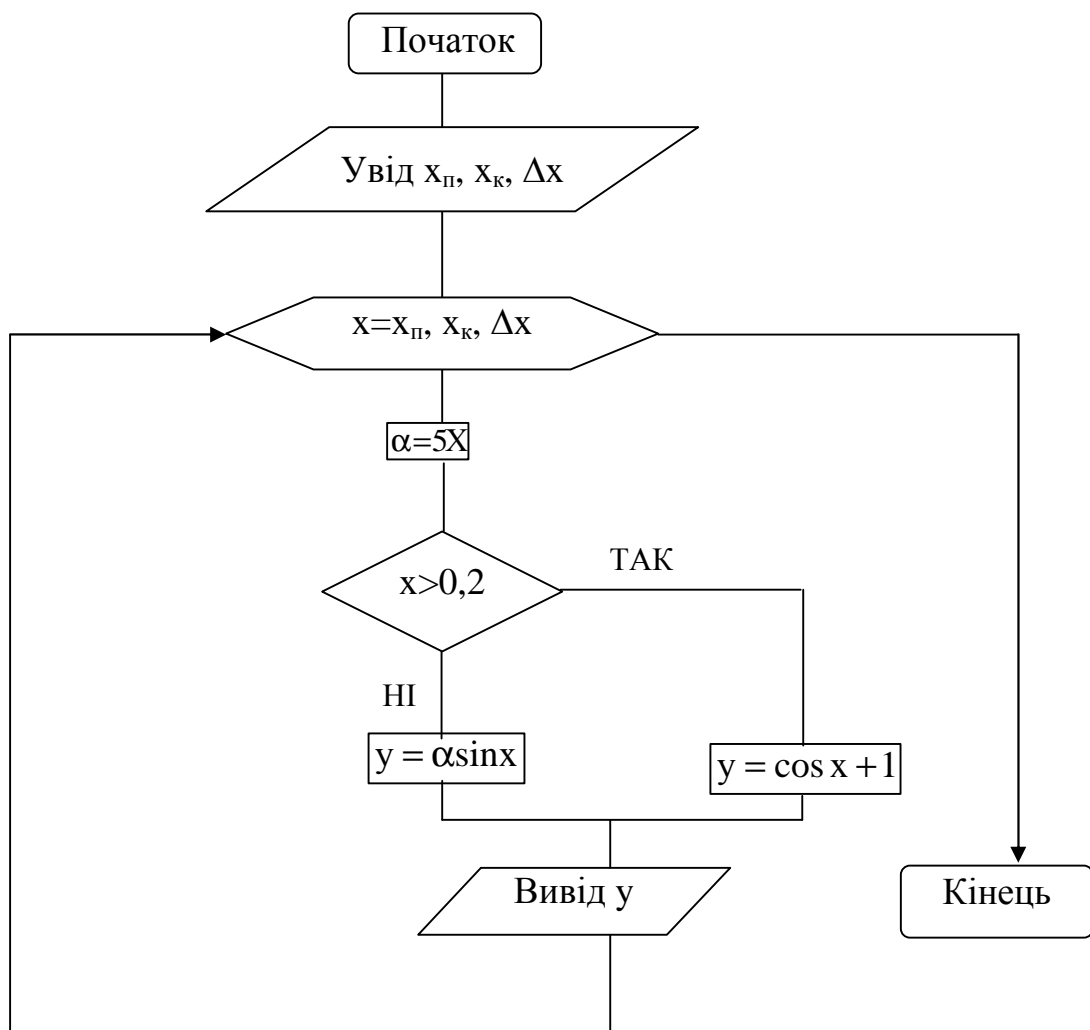 Початок
Увід xп, xк, Δx
x=xп, xк, Δx
α=5X
x>0,2
ТАК
НІ
y = αsinx
y = cos x +1
Вивід y
Кінець